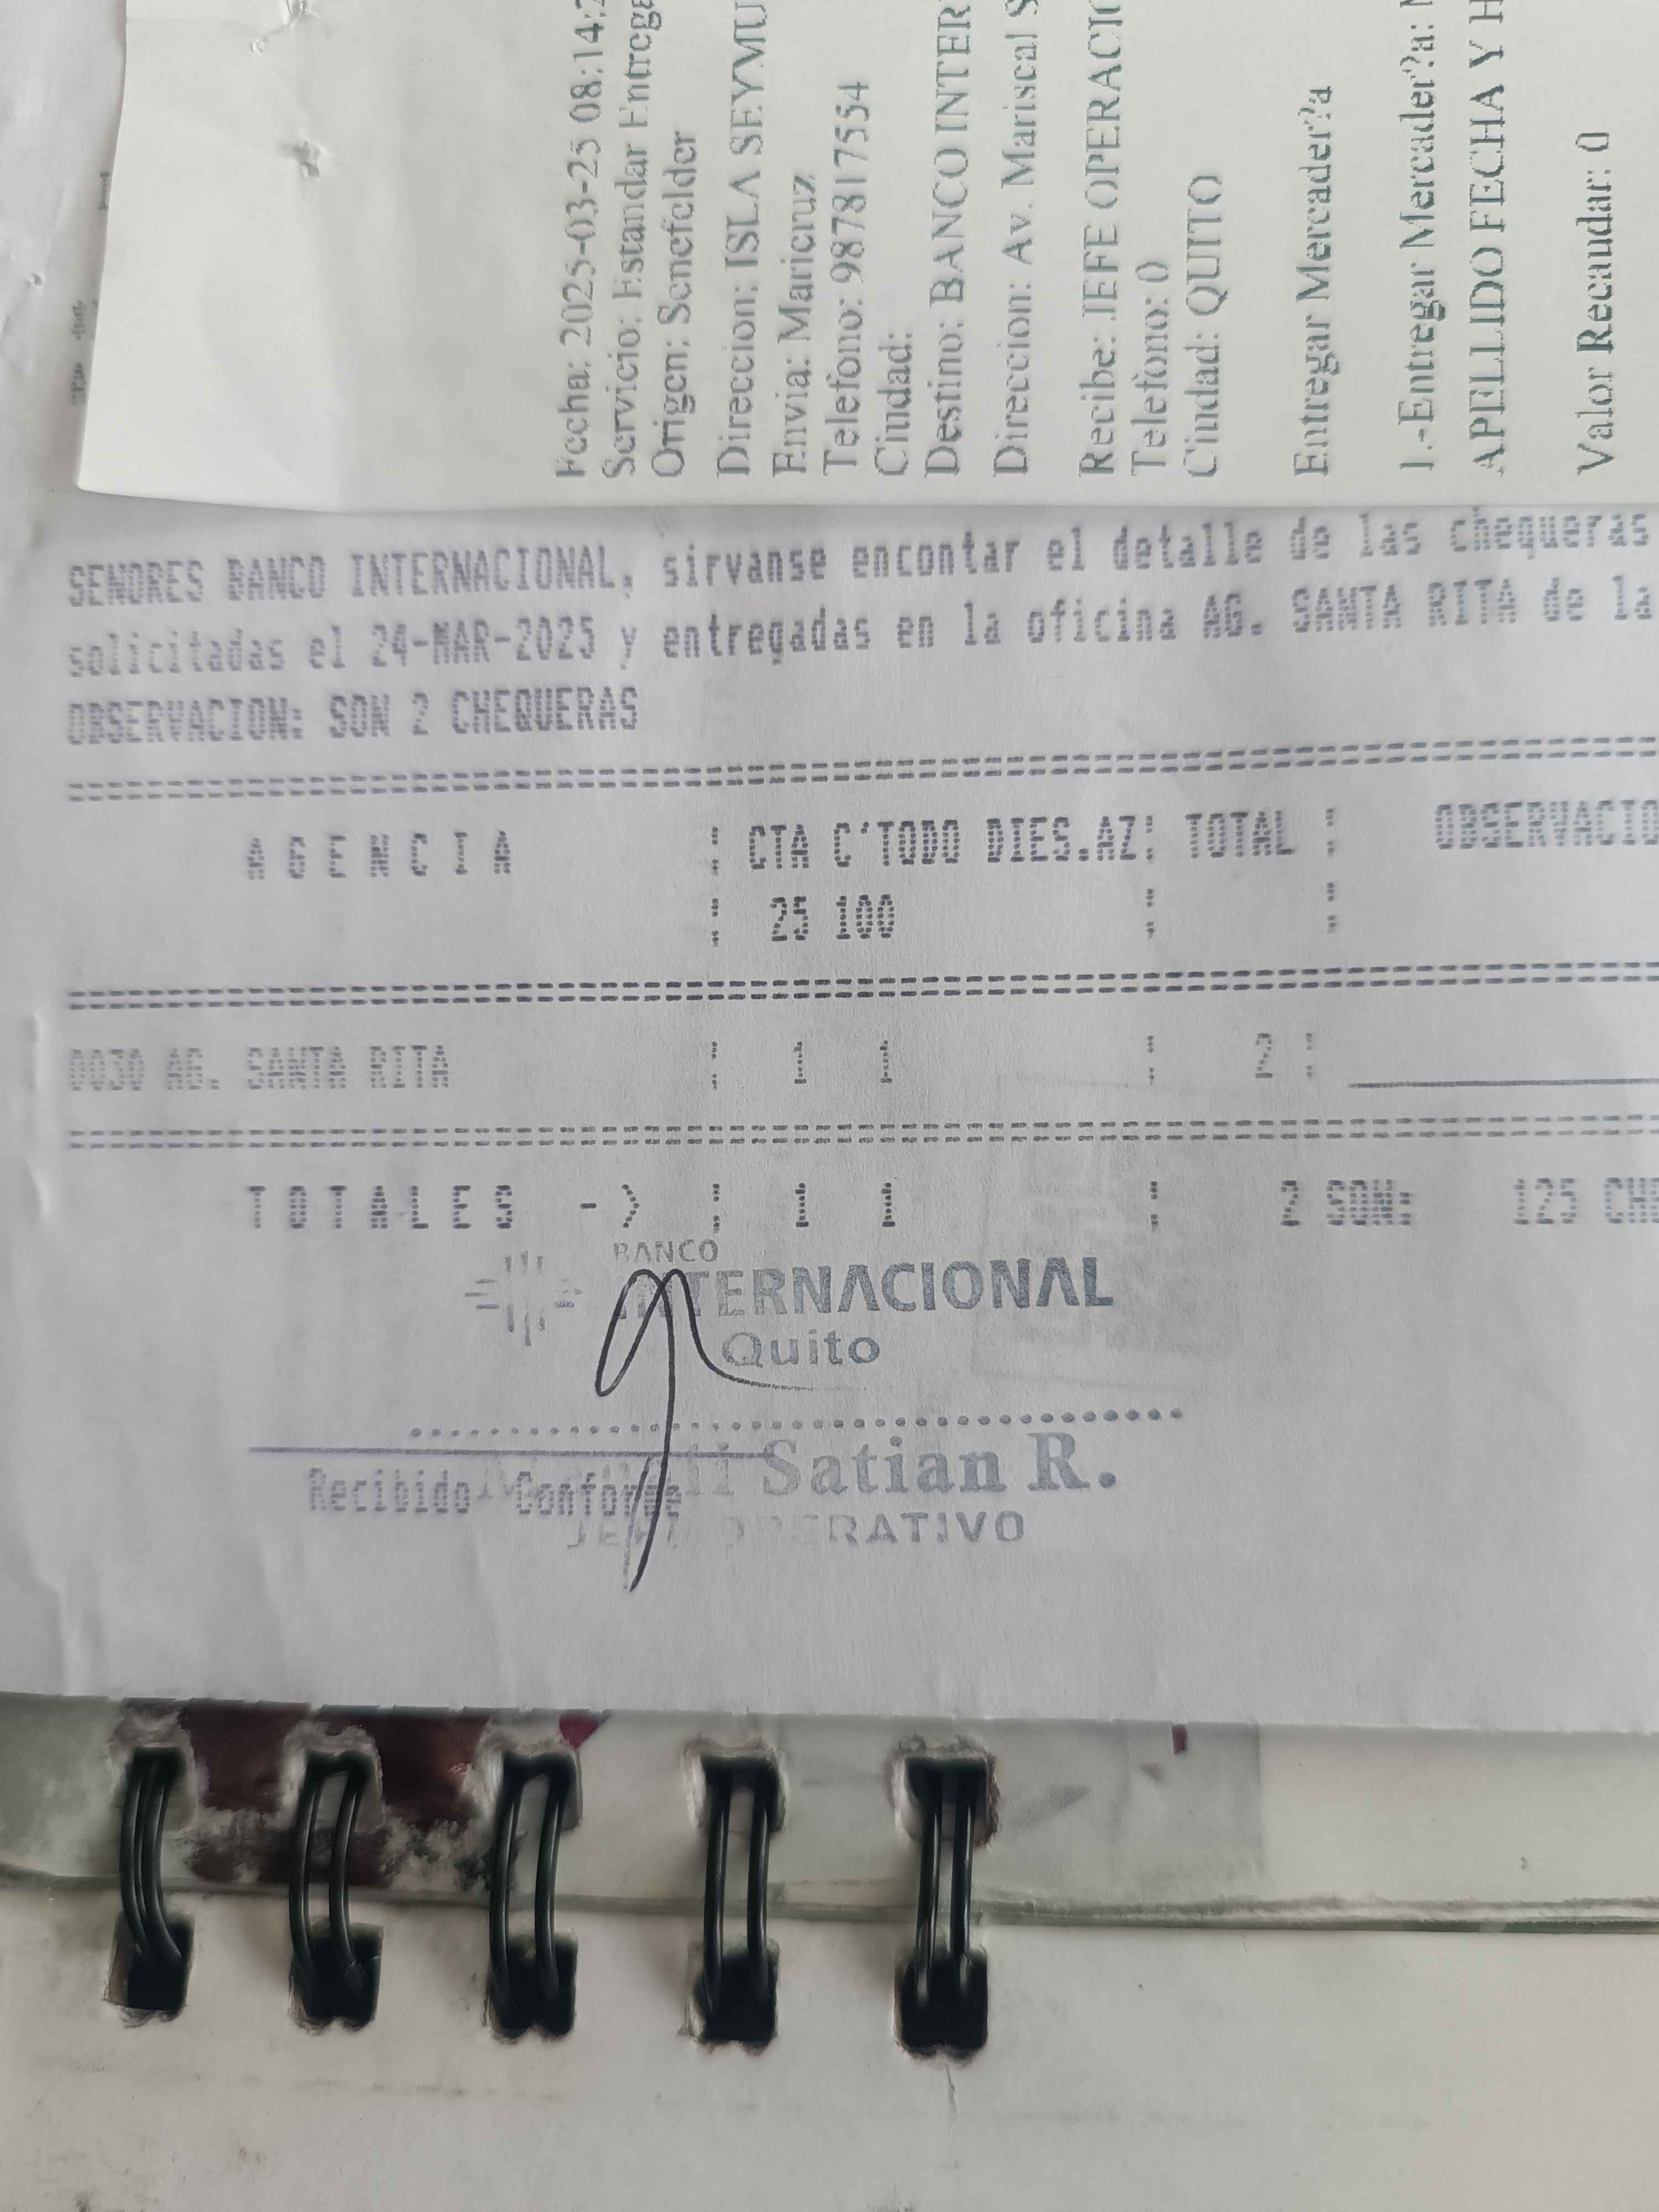 Fecha: 2025-03-25 08:14:2
Servicio: Estandar Entrega
Origen: Senefelder
Direccion: ISLA SEYMU
Envia: Maricruz
Telefono: 987817554
Ciudad:
Destino: BANCO INTER
Direccion: Av. Mariscal S
Recibe: JEFE OPERACIO
Telefono: 0
Ciudad: QUITO
Entregar Mercader?a
1.-Entregar Mercader?a:
APELLIDO FECHA Y H
Valor Recaudar: 0
SENORES BANCO INTERNACIONAL, sirvanse encontar el detalle de las chequeras
solicitadas el 24-MAR-2025 y entregadas en la oficina AG. SANTA RITA de la
OBSERVACION: SON 2 CHEQUERAS
A G E N C I A : CTA C'TODO DIES.AZ: TOTAL : OBSERVACIO
: 25 100 : :
0030 AG. SANTA RITA : 1 1 : 2 :
T O T A L E S -> : 1 1 : 2 SON: 125 CHE
BANCO
INTERNACIONAL
Quito
Satian R.
Recibido Conforme
JEFE OPERATIVO